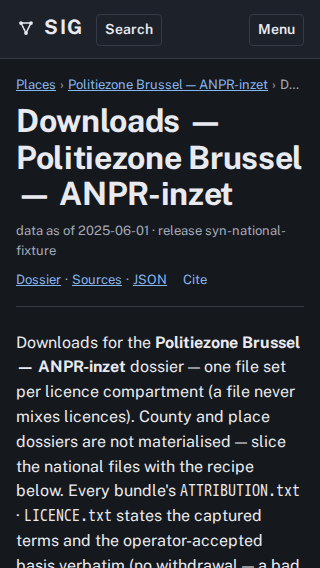 SIG Search Menu
Places › Politiezone Brussel — ANPR-inzet › D…
Downloads —
Politiezone Brussel
— ANPR-inzet
data as of 2025-06-01 · release syn-national-
fixture
Dossier · Sources · JSON Cite
Downloads for the Politiezone Brussel
— ANPR-inzet dossier — one file set
per licence compartment (a file never
mixes licences). County and place
dossiers are not materialised — slice
the national files with the recipe
below. Every bundle's ATTRIBUTION.txt
· LICENCE.txt states the captured
terms and the operator-accepted
basis verbatim (no withdrawal — a bad